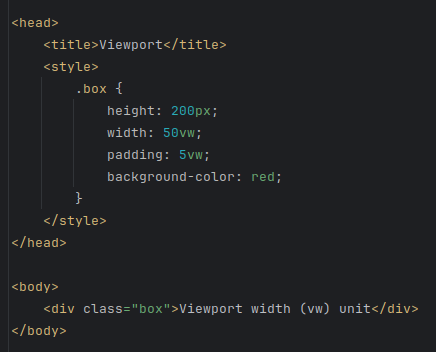 <head>
    <title>Viewport</title>
    <style>
        .box {
            height: 200px;
            width: 50vw;
            padding: 5vw;
            background-color: red;
        }
    </style>
</head>

<body>
    <div class="box">Viewport width (vw) unit</div>
</body>